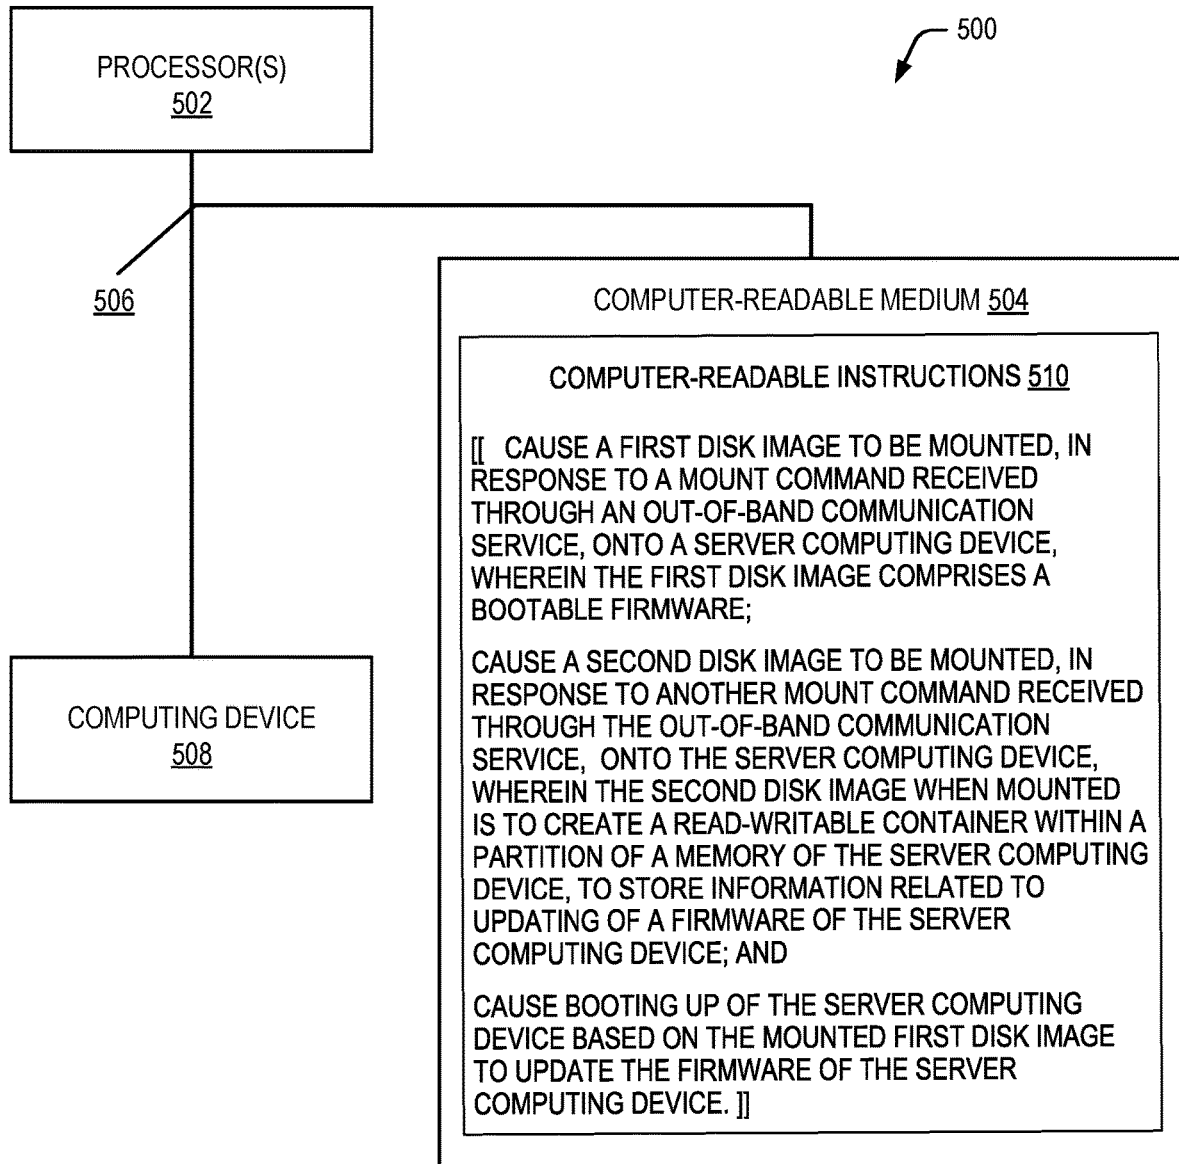 500
PROCESSOR(S)
502
506
COMPUTER-READABLE MEDIUM 504
COMPUTER-READABLE INSTRUCTIONS 510
[[ CAUSE A FIRST DISK IMAGE TO BE MOUNTED, IN
RESPONSE TO A MOUNT COMMAND RECEIVED
THROUGH AN OUT-OF-BAND COMMUNICATION
SERVICE, ONTO A SERVER COMPUTING DEVICE,
WHEREIN THE FIRST DISK IMAGE COMPRISES A
BOOTABLE FIRMWARE;
CAUSE A SECOND DISK IMAGE TO BE MOUNTED, IN
RESPONSE TO ANOTHER MOUNT COMMAND RECEIVED
THROUGH THE OUT-OF-BAND COMMUNICATION
SERVICE, ONTO THE SERVER COMPUTING DEVICE,
WHEREIN THE SECOND DISK IMAGE WHEN MOUNTED
IS TO CREATE A READ-WRITABLE CONTAINER WITHIN A
PARTITION OF A MEMORY OF THE SERVER COMPUTING
DEVICE, TO STORE INFORMATION RELATED TO
UPDATING OF A FIRMWARE OF THE SERVER
COMPUTING DEVICE; AND
CAUSE BOOTING UP OF THE SERVER COMPUTING
DEVICE BASED ON THE MOUNTED FIRST DISK IMAGE
TO UPDATE THE FIRMWARE OF THE SERVER
COMPUTING DEVICE. ]]
COMPUTING DEVICE
508